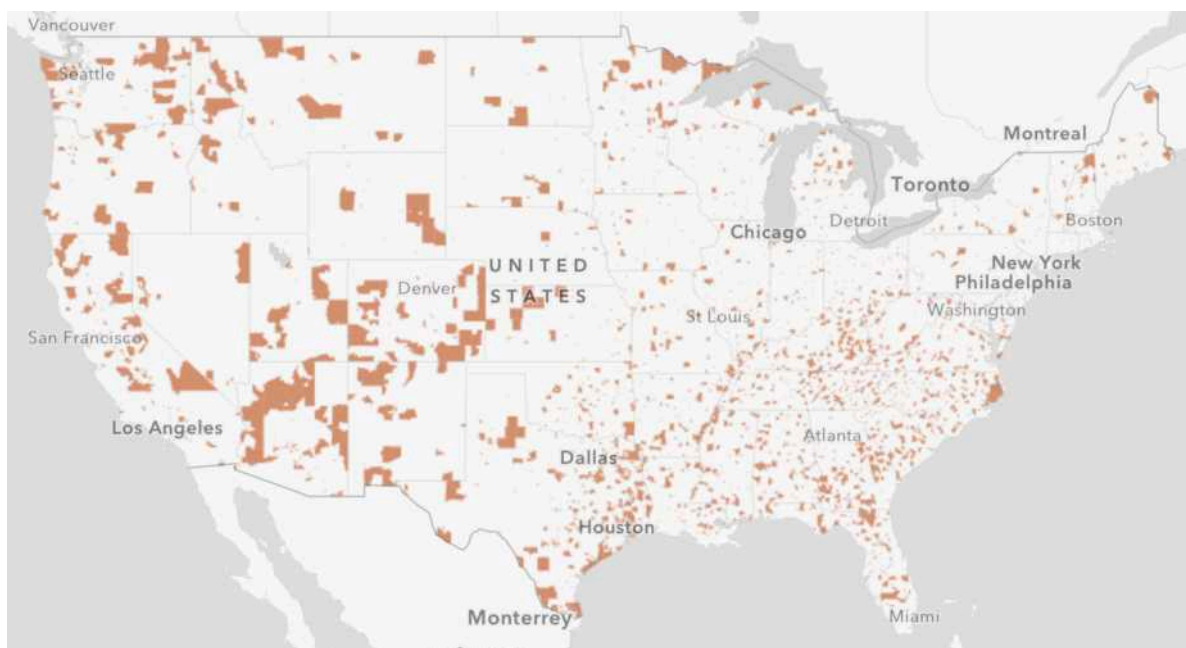 Vancouver
Seattle
Montreal
Toronto
Boston
Detroit
Chicago
New York
Philadelphia
UNITED
STATES
Denver
Washington
St Louis
San Francisco
Los Angeles
Atlanta
Dallas
Houston
Miami
Monterrey